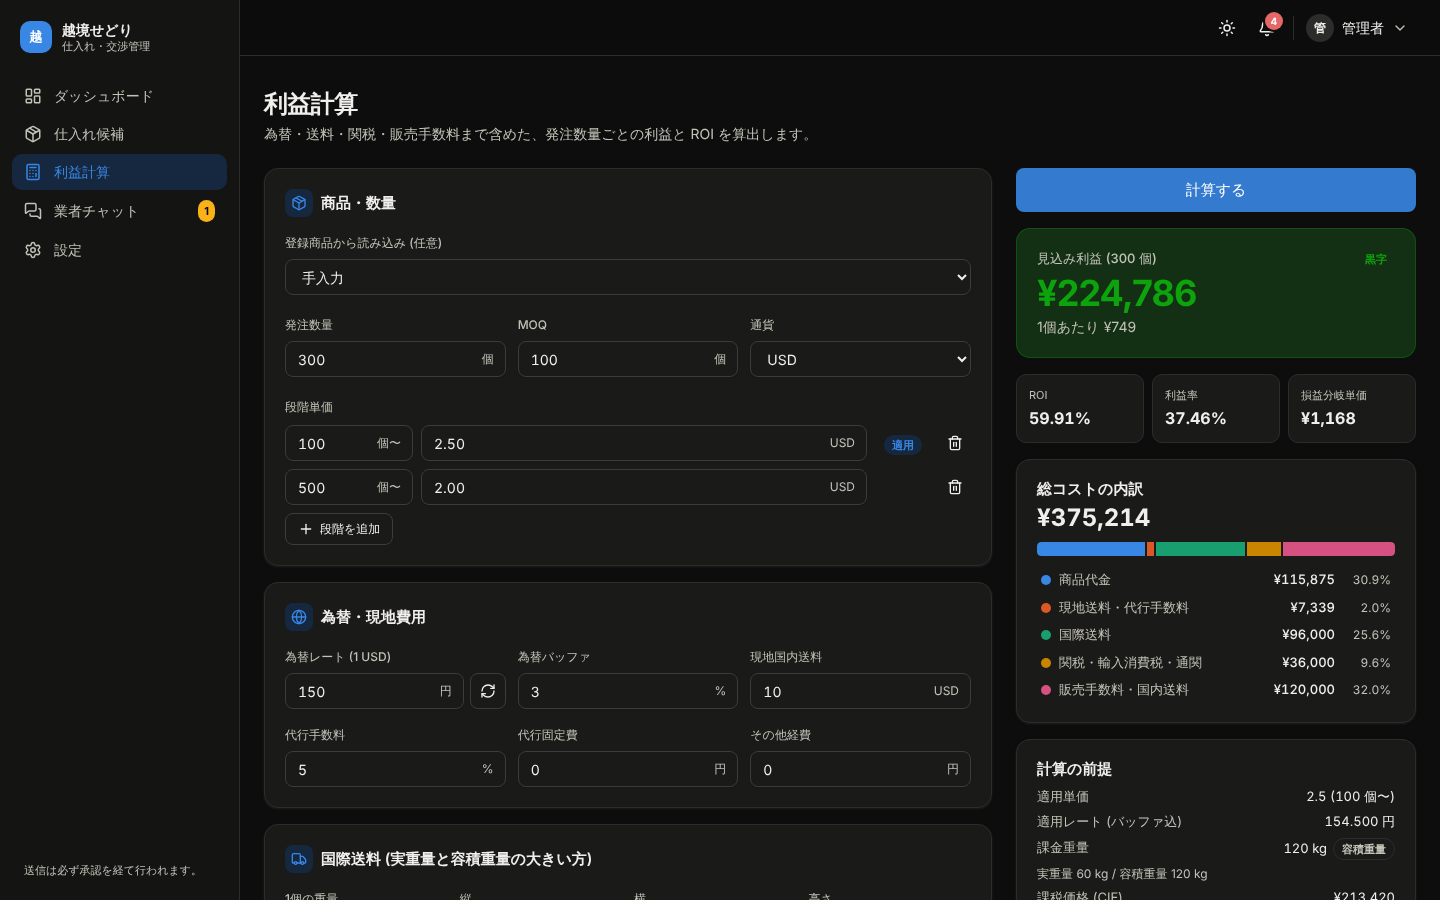 越
越境せどり
仕入れ・交渉管理
ダッシュボード
仕入れ候補
利益計算
業者チャット
1
設定
送信は必ず承認を経て行われます。
4
管
管理者
利益計算
為替・送料・関税・販売手数料まで含めた、発注数量ごとの利益と ROI を算出します。
商品・数量
登録商品から読み込み (任意)
手入力
発注数量
MOQ
通貨
300 個
100 個
USD
段階単価
100 個〜
2.50 USD
適用
500 個〜
2.00 USD
段階を追加
為替・現地費用
為替レート (1 USD)
為替バッファ
現地国内送料
150 円
3 %
10 USD
代行手数料
代行固定費
その他経費
5 %
0 円
0 円
国際送料 (実重量と容積重量の大きい方)
1個の重量
縦
横
高さ
計算する
見込み利益 (300 個)
黒字
¥224,786
1個あたり ¥749
ROI
59.91%
利益率
37.46%
損益分岐単価
¥1,168
総コストの内訳
¥375,214
商品代金 ¥115,875 30.9%
現地送料・代行手数料 ¥7,339 2.0%
国際送料 ¥96,000 25.6%
関税・輸入消費税・通関 ¥36,000 9.6%
販売手数料・国内送料 ¥120,000 32.0%
計算の前提
適用単価 2.5 (100 個〜)
適用レート (バッファ込) 154.500 円
課金重量 120 kg 容積重量
実重量 60 kg / 容積重量 120 kg
課税価格 (CIF) ¥213,420